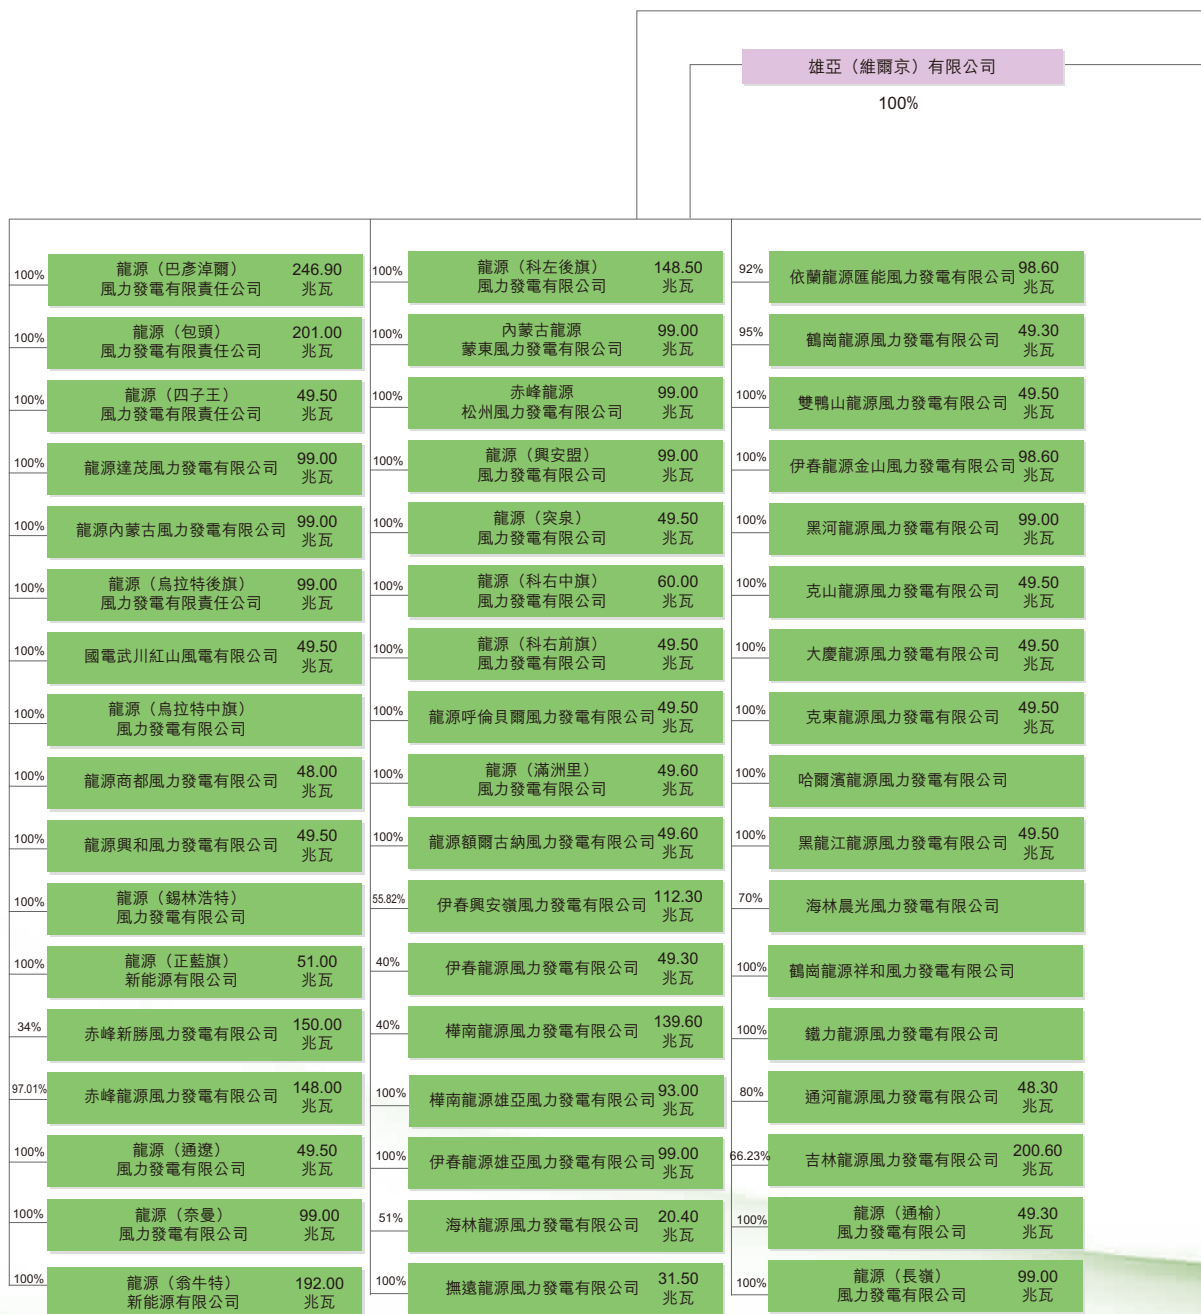 雄亞（維爾京）有限公司
100%
100%
龍源（巴彥淖爾）
風力發電有限責任公司
246.90
兆瓦
100%
龍源（包頭）
風力發電有限責任公司
201.00
兆瓦
100%
龍源（四子王）
風力發電有限責任公司
49.50
兆瓦
100%
龍源達茂風力發電有限公司
99.00
兆瓦
100%
龍源內蒙古風力發電有限公司
99.00
兆瓦
100%
龍源（烏拉特後旗）
風力發電有限責任公司
99.00
兆瓦
100%
國電武川紅山風電有限公司
49.50
兆瓦
100%
龍源（烏拉特中旗）
風力發電有限公司
100%
龍源商都風力發電有限公司
48.00
兆瓦
100%
龍源興和風力發電有限公司
49.50
兆瓦
100%
龍源（錫林浩特）
風力發電有限公司
100%
龍源（正藍旗）
新能源有限公司
51.00
兆瓦
34%
赤峰新勝風力發電有限公司
150.00
兆瓦
97.01%
赤峰龍源風力發電有限公司
148.00
兆瓦
100%
龍源（通遼）
風力發電有限公司
49.50
兆瓦
100%
龍源（奈曼）
風力發電有限公司
99.00
兆瓦
100%
龍源（翁牛特）
新能源有限公司
192.00
兆瓦
100%
龍源（科左後旗）
風力發電有限公司
148.50
兆瓦
100%
內蒙古龍源
蒙東風力發電有限公司
99.00
兆瓦
100%
赤峰龍源
松州風力發電有限公司
99.00
兆瓦
100%
龍源（興安盟）
風力發電有限公司
99.00
兆瓦
100%
龍源（突泉）
風力發電有限公司
49.50
兆瓦
100%
龍源（科右中旗）
風力發電有限公司
60.00
兆瓦
100%
龍源（科右前旗）
風力發電有限公司
49.50
兆瓦
100%
龍源呼倫貝爾風力發電有限公司
49.50
兆瓦
100%
龍源（滿洲里）
風力發電有限公司
49.60
兆瓦
100%
龍源額爾古納風力發電有限公司
49.60
兆瓦
55.82%
伊春興安嶺風力發電有限公司
112.30
兆瓦
40%
伊春龍源風力發電有限公司
49.30
兆瓦
40%
樺南龍源風力發電有限公司
139.60
兆瓦
100%
樺南龍源雄亞風力發電有限公司
93.00
兆瓦
100%
伊春龍源雄亞風力發電有限公司
99.00
兆瓦
51%
海林龍源風力發電有限公司
20.40
兆瓦
100%
撫遠龍源風力發電有限公司
31.50
兆瓦
92%
依蘭龍源匯能風力發電有限公司
98.60
兆瓦
95%
鶴崗龍源風力發電有限公司
49.30
兆瓦
100%
雙鴨山龍源風力發電有限公司
49.50
兆瓦
100%
伊春龍源金山風力發電有限公司
98.60
兆瓦
100%
黑河龍源風力發電有限公司
99.00
兆瓦
100%
克山龍源風力發電有限公司
49.50
兆瓦
100%
大慶龍源風力發電有限公司
49.50
兆瓦
100%
克東龍源風力發電有限公司
49.50
兆瓦
100%
哈爾濱龍源風力發電有限公司
100%
黑龍江龍源風力發電有限公司
49.50
兆瓦
70%
海林晨光風力發電有限公司
100%
鶴崗龍源祥和風力發電有限公司
100%
鐵力龍源風力發電有限公司
80%
通河龍源風力發電有限公司
48.30
兆瓦
66.23%
吉林龍源風力發電有限公司
200.60
兆瓦
100%
龍源（通榆）
風力發電有限公司
49.30
兆瓦
100%
龍源（長嶺）
風力發電有限公司
99.00
兆瓦